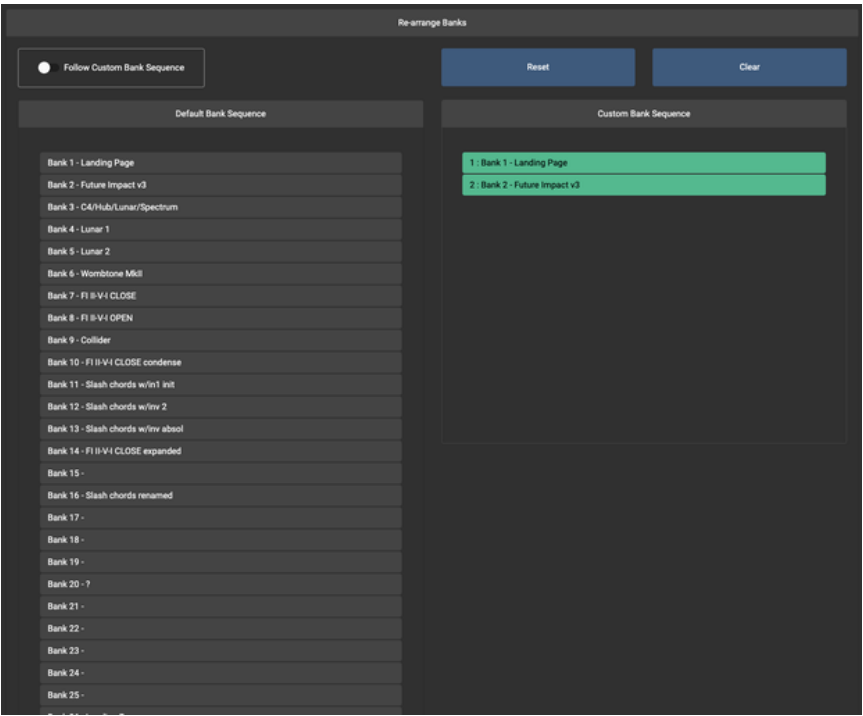 Re-arrange Banks
Follow Custom Bank Sequence
Reset
Clear
Default Bank Sequence
Custom Bank Sequence
Bank 1 - Landing Page
Bank 2 - Future Impact v3
Bank 3 - C4/Hub/Lunar/Spectrum
Bank 4 - Lunar 1
Bank 5 - Lunar 2
Bank 6 - Wombtone MkII
Bank 7 - FI II-V-I CLOSE
Bank 8 - FI II-V-I OPEN
Bank 9 - Collider
Bank 10 - FI II-V-I CLOSE condense
Bank 11 - Slash chords w/in1 init
Bank 12 - Slash chords w/inv 2
Bank 13 - Slash chords w/inv absol
Bank 14 - FI II-V-I CLOSE expanded
Bank 15 -
Bank 16 - Slash chords renamed
Bank 17 -
Bank 18 -
Bank 19 -
Bank 20 - ?
Bank 21 -
Bank 22 -
Bank 23 -
Bank 24 -
Bank 25 -
1 : Bank 1 - Landing Page
2 : Bank 2 - Future Impact v3